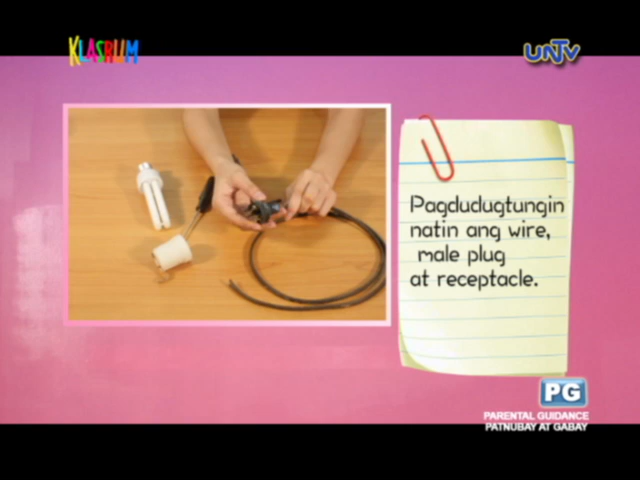 KLASRUM
UNTV
Pagdudugtungin
natin ang wire,
male plug
at receptacle.
PG
PARENTAL GUIDANCE
PATNUBAY AT GABAY